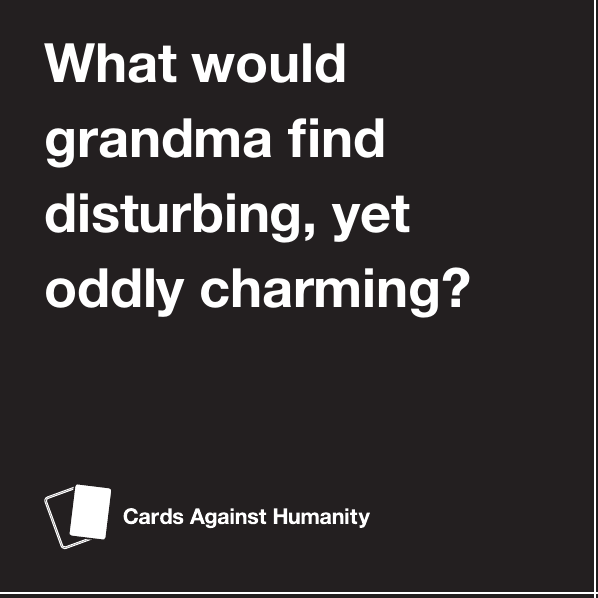 What would
grandma find
disturbing, yet
oddly charming?
Cards Against Humanity